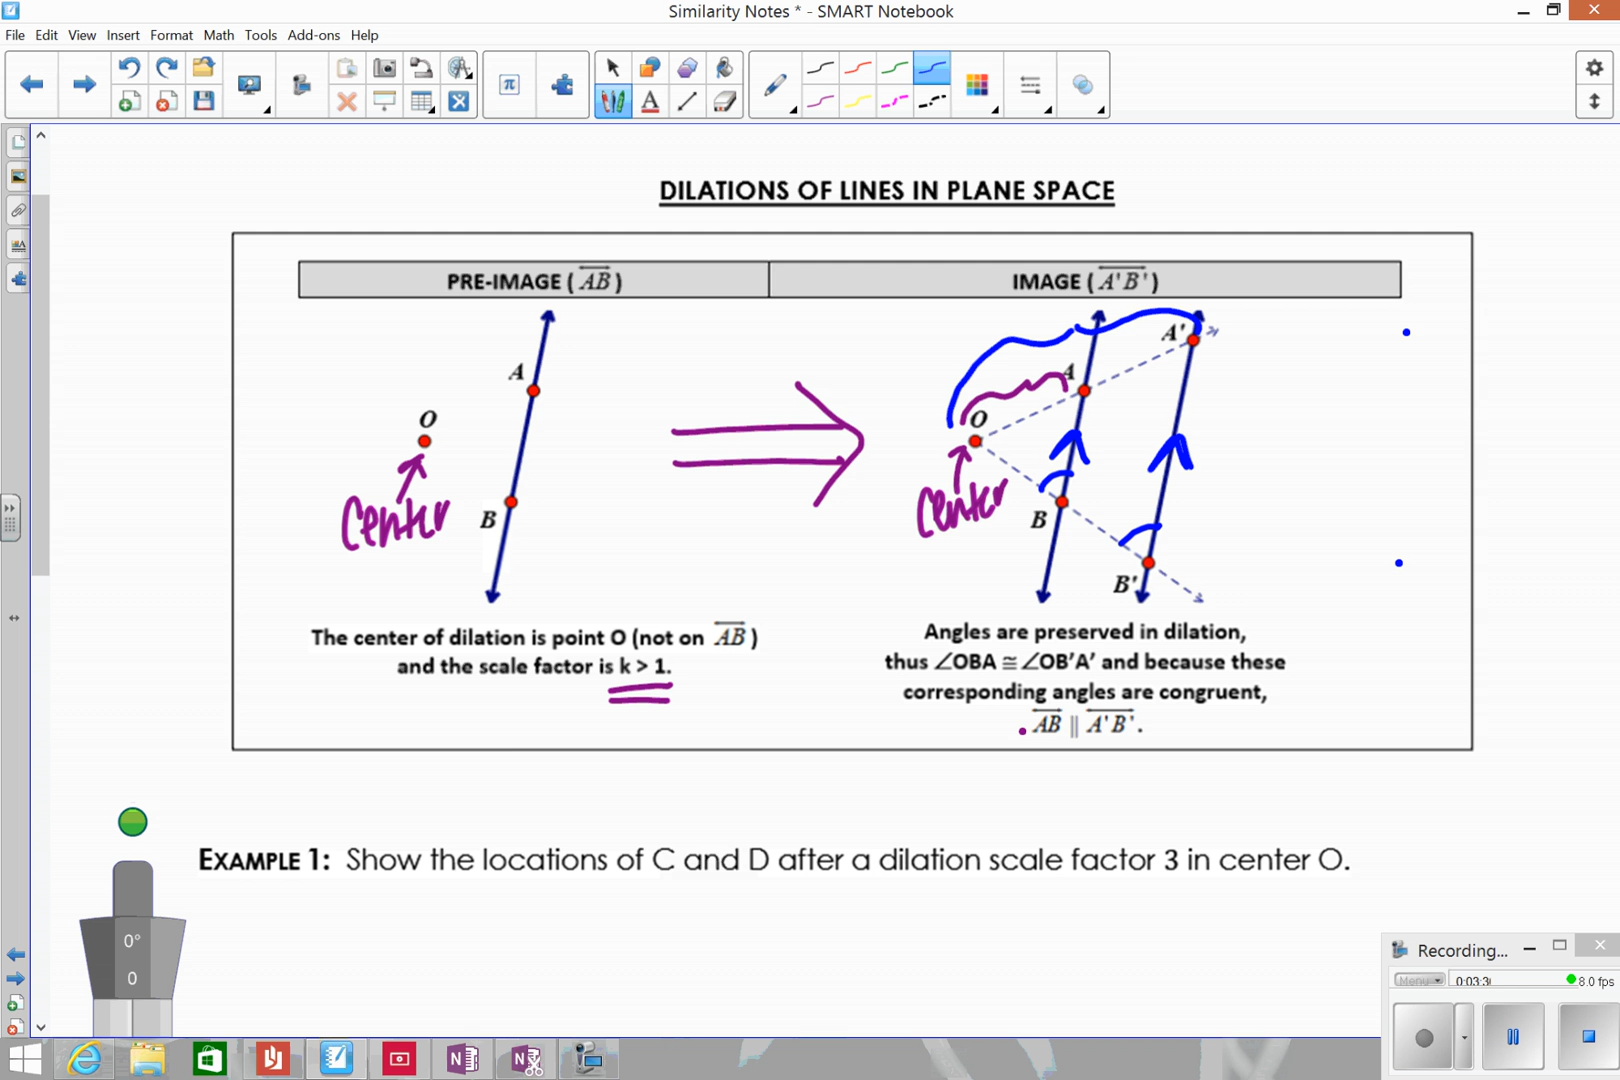 Similarity Notes * - SMART Notebook
File Edit View Insert Format Math Tools Add-ons Help
π
A
DILATIONS OF LINES IN PLANE SPACE
PRE-IMAGE ( AB ) IMAGE ( A'B' )
A'
A A
O O
Center Center
B B
B'
The center of dilation is point O (not on AB )
and the scale factor is k > 1.
Angles are preserved in dilation,
thus ∠OBA ≅ ∠OB'A' and because these
corresponding angles are congruent,
AB || A'B'.
EXAMPLE 1: Show the locations of C and D after a dilation scale factor 3 in center O.
0°
0
Recording...
Menu 0:03:3 8.0 fps